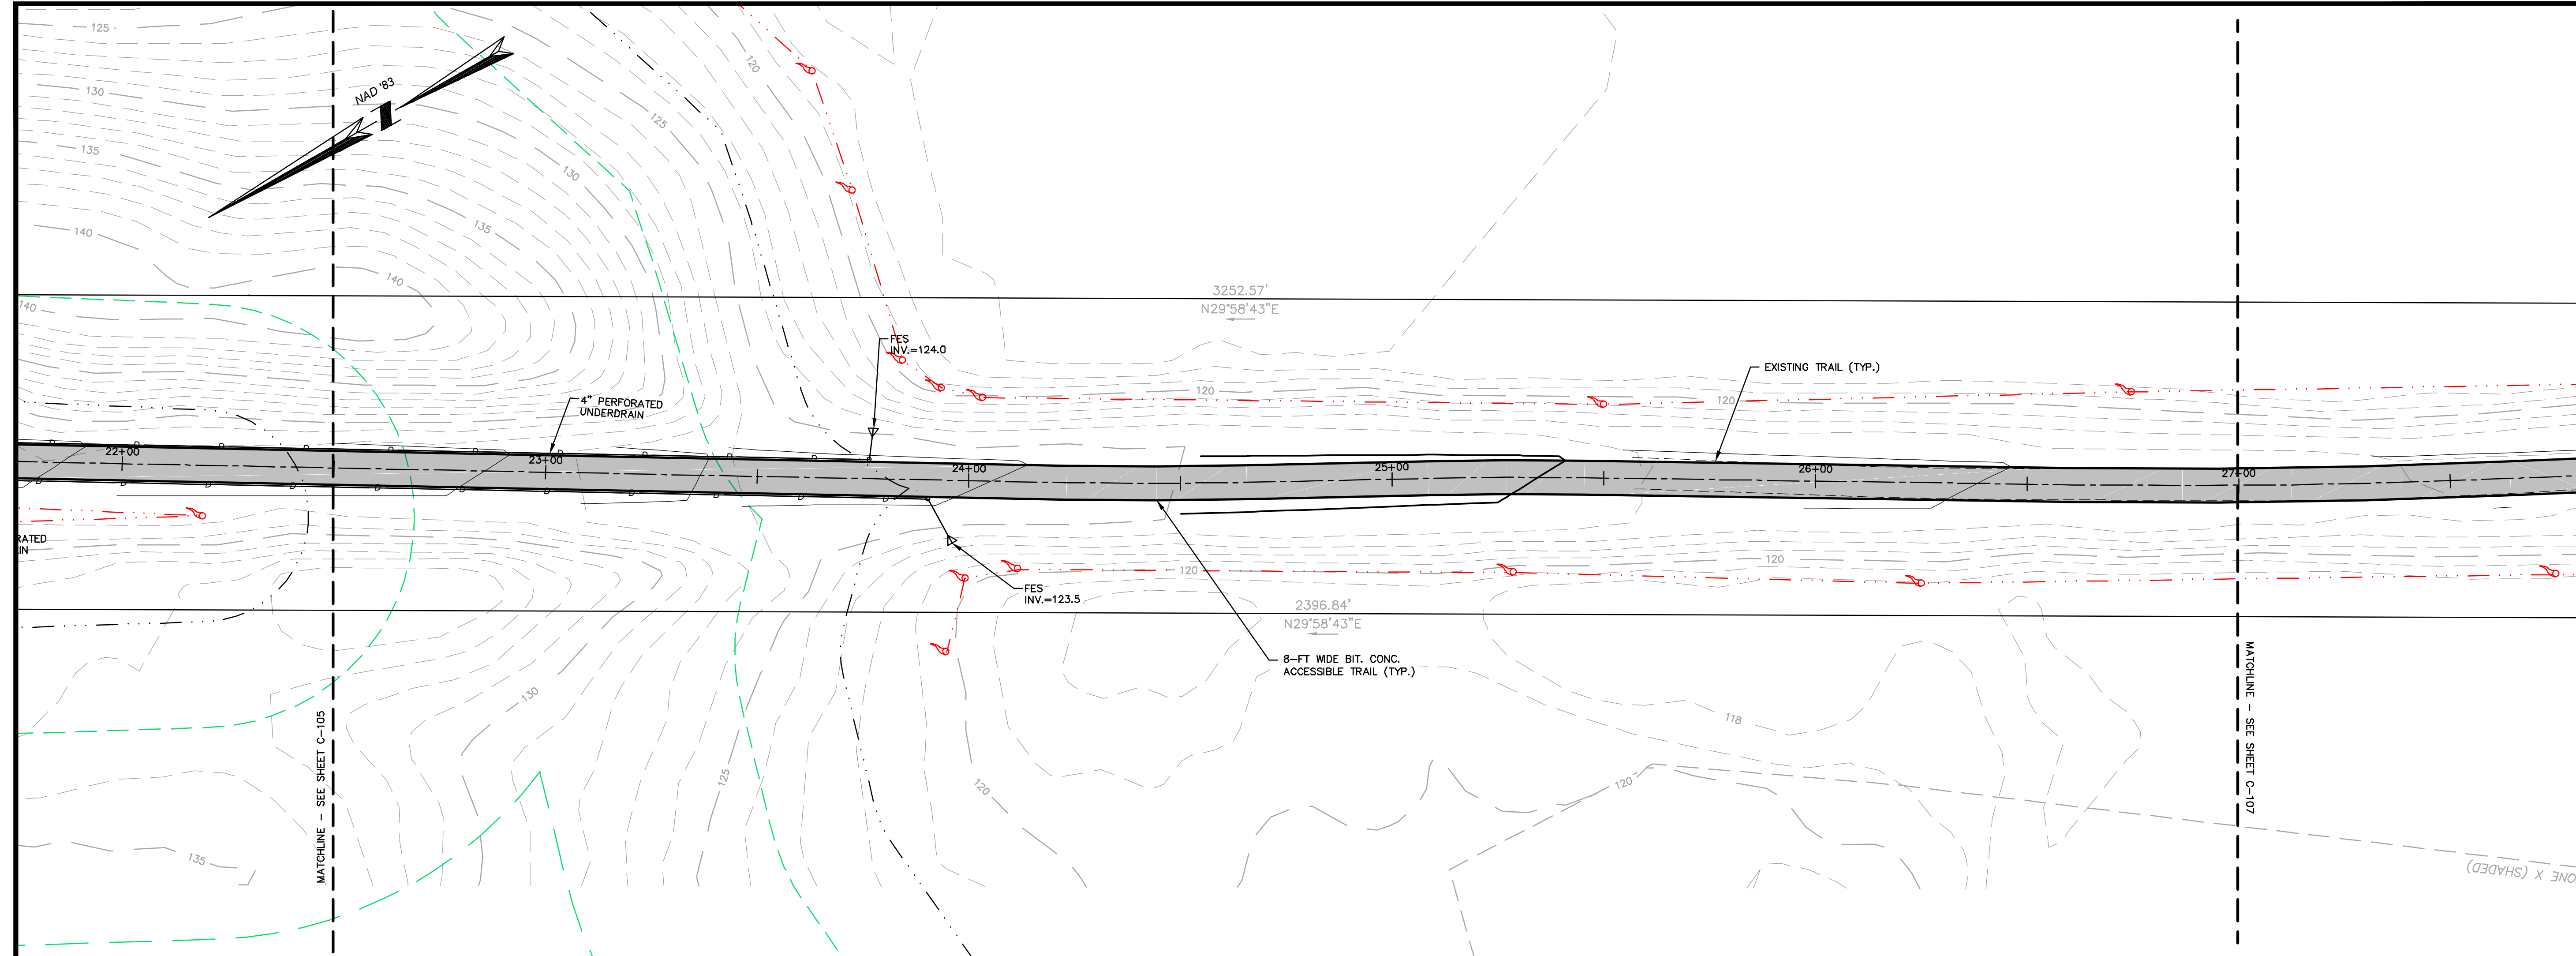 125
NAD '83
120
130
125
135
130
135
140
140
140
3252.57'
N29°58'43"E
FES
INV.=124.0
EXISTING TRAIL (TYP.)
120
120
4" PERFORATED
UNDERDRAIN
D D D D D D D D D D
22+00
23+00
24+00
25+00
26+00
27+00
D D D D D D D D D D D
RATED
IN
120
120
FES
INV.=123.5
2396.84'
N29°58'43"E
8-FT WIDE BIT. CONC.
ACCESSIBLE TRAIL (TYP.)
130
118
125
120
120
135
MATCHLINE - SEE SHEET C-105
MATCHLINE - SEE SHEET C-107
ONE X (SHADED)